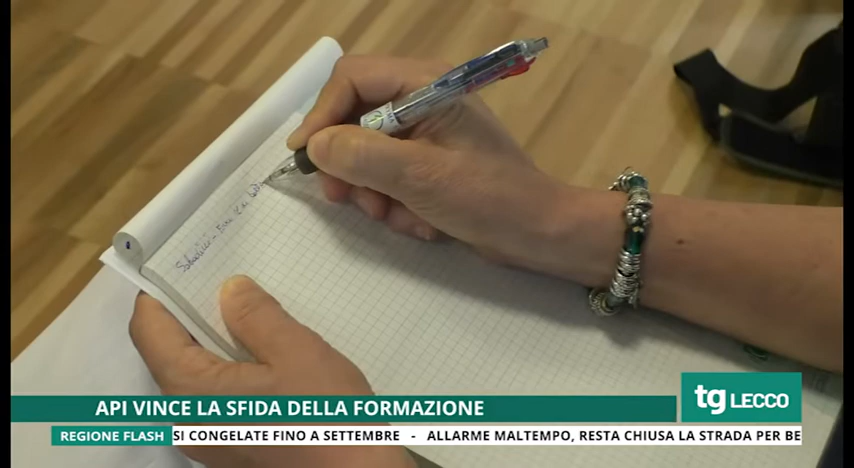 API VINCE LA SFIDA DELLA FORMAZIONE
tg LECCO
REGIONE FLASH SI CONGELATE FINO A SETTEMBRE - ALLARME MALTEMPO, RESTA CHIUSA LA STRADA PER BE